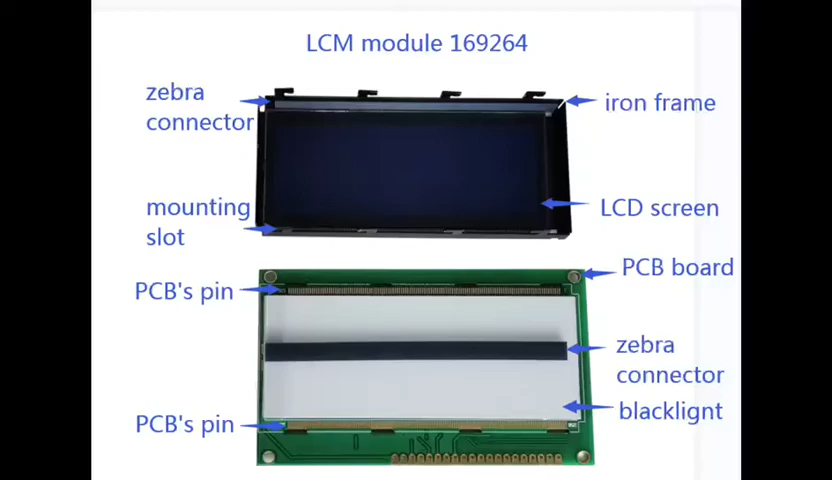 LCM module 169264
zebra
connector
iron frame
mounting
slot
LCD screen
PCB board
PCB's pin
zebra
connector
blacklignt
PCB's pin